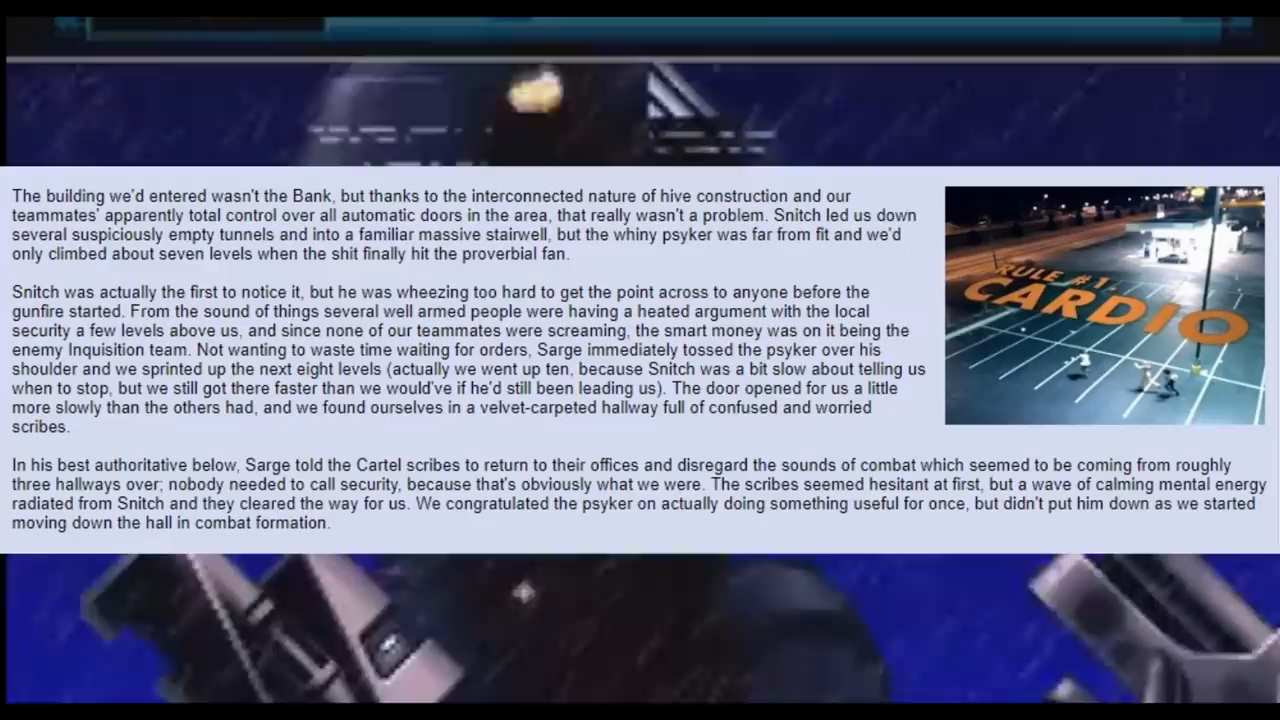 The building we'd entered wasn't the Bank, but thanks to the interconnected nature of hive construction and our
teammates' apparently total control over all automatic doors in the area, that really wasn't a problem. Snitch led us down
several suspiciously empty tunnels and into a familiar massive stairwell, but the whiny psyker was far from fit and we'd
only climbed about seven levels when the shit finally hit the proverbial fan.
Snitch was actually the first to notice it, but he was wheezing too hard to get the point across to anyone before the
gunfire started. From the sound of things several well armed people were having a heated argument with the local
security a few levels above us, and since none of our teammates were screaming, the smart money was on it being the
enemy Inquisition team. Not wanting to waste time waiting for orders, Sarge immediately tossed the psyker over his
shoulder and we sprinted up the next eight levels (actually we went up ten, because Snitch was a bit slow about telling us
when to stop, but we still got there faster than we would've if he'd still been leading us). The door opened for us a little
more slowly than the others had, and we found ourselves in a velvet-carpeted hallway full of confused and worried
scribes.
In his best authoritative below, Sarge told the Cartel scribes to return to their offices and disregard the sounds of combat which seemed to be coming from roughly
three hallways over; nobody needed to call security, because that's obviously what we were. The scribes seemed hesitant at first, but a wave of calming mental energy
radiated from Snitch and they cleared the way for us. We congratulated the psyker on actually doing something useful for once, but didn't put him down as we started
moving down the hall in combat formation.
RULE #1:
CARDIO